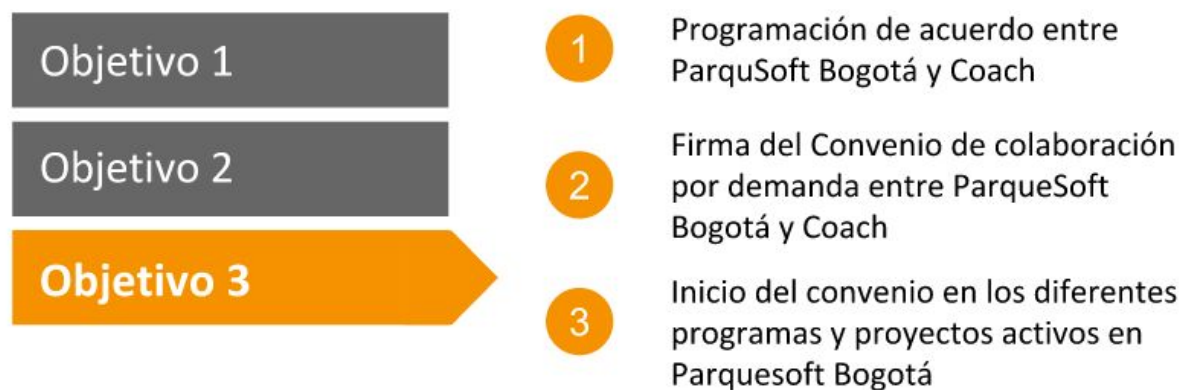 Objetivo 1
Objetivo 2
Objetivo 3
1
Programación de acuerdo entre
ParquSoft Bogotá y Coach
2
Firma del Convenio de colaboración
por demanda entre ParqueSoft
Bogotá y Coach
3
Inicio del convenio en los diferentes
programas y proyectos activos en
Parquesoft Bogotá